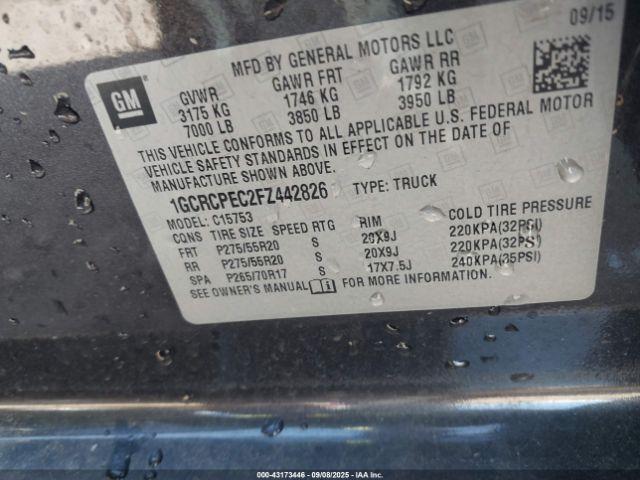 09/15
GM
MFD BY GENERAL MOTORS LLC
GVWR GAWR FRT GAWR RR
3175 KG 1746 KG 1792 KG
7000 LB 3850 LB 3950 LB
THIS VEHICLE CONFORMS TO ALL APPLICABLE U.S. FEDERAL MOTOR
VEHICLE SAFETY STANDARDS IN EFFECT ON THE DATE OF
MANUFACTURE SHOWN ABOVE.
1GCRCPEC2FZ442826 TYPE: TRUCK
MODEL: C15753
CONS TIRE SIZE SPEED RTG RIM COLD TIRE PRESSURE
FRT P275/55R20 S 20X9J 220KPA(32PSI)
RR P275/55R20 S 20X9J 220KPA(32PSI)
SPA P265/70R17 S 17X7.5J 240KPA(35PSI)
SEE OWNER'S MANUAL FOR MORE INFORMATION.
000-43173446 - 09/08/2025 - IAAI.COM